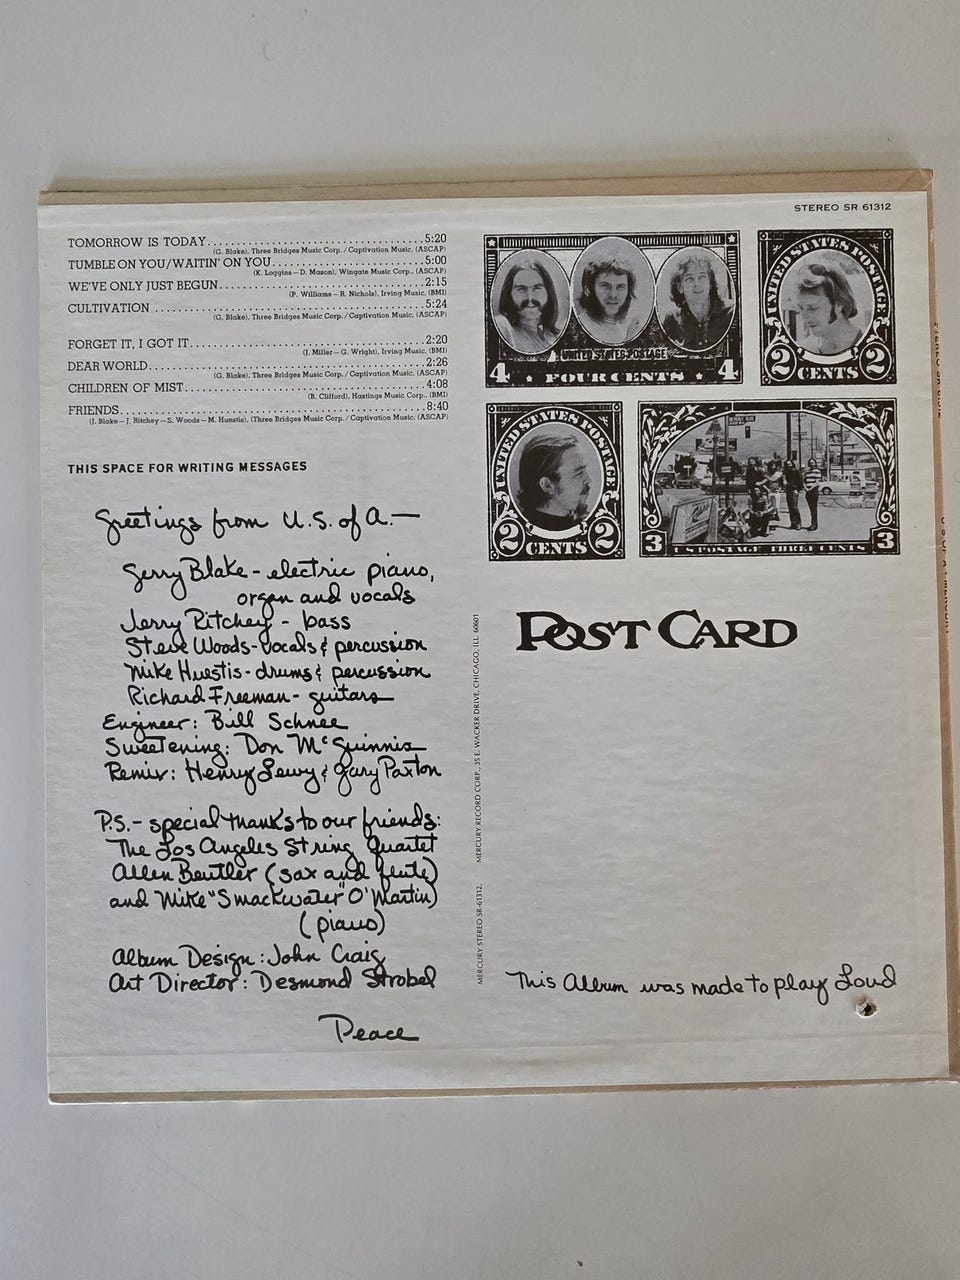 STEREO SR 61312
TOMORROW IS TODAY 5:20
(G. Blake), Three Bridges Music Corp./Captivation Music, (ASCAP)
TUMBLE ON YOU/WAITIN' ON YOU 5:00
(K. Loggins—D. Mason), Wingate Music Corp., (ASCAP)
WE'VE ONLY JUST BEGUN 2:15
(P. Williams—R. Nichols), Irving Music, (BMI)
CULTIVATION 5:24
(G. Blake), Three Bridges Music Corp./Captivation Music, (ASCAP)
FORGET IT, I GOT IT 2:20
(J. Miller—G. Wright), Irving Music, (BMI)
DEAR WORLD 2:26
(G. Blake), Three Bridges Music Corp./Captivation Music, (ASCAP)
CHILDREN OF MIST 4:08
(B. Clifford), Hastings Music Corp., (BMI)
FRIENDS 8:40
(J. Blake—J. Ritchey—S. Woods—M. Huestis), (Three Bridges Music Corp./Captivation Music, (ASCAP)
THIS SPACE FOR WRITING MESSAGES
Greetings from U.S. of A.—
Gerry Blake - electric piano,
organ and vocals
Jerry Ritchey - bass
Steve Woods - vocals & percussion
Mike Huestis - drums & percussion
Richard Freeman - guitars
Engineer: Bill Schnee
Sweetening: Don McGuinnis
Remix: Henry Lewy & Gary Paxton
P.S. - special thanks to our friends:
The Los Angeles String Quartet
Allen Beutler (sax and flute)
and Mike "Smackwater" O'Martin)
(piano)
Album Design: John Craig
Art Director: Desmond Strobel
Peace
UNITED STATES POSTAGE
4 FOUR CENTS 4
UNITED STATES POSTAGE
2 CENTS 2
UNITED STATES POSTAGE
2 CENTS 2
3 US POSTAGE THREE CENTS 3
POST CARD
MERCURY STEREO SR-61312, MERCURY RECORD CORP., 35 E. WACKER DRIVE, CHICAGO, ILL. 60601
This Album was made to play Loud